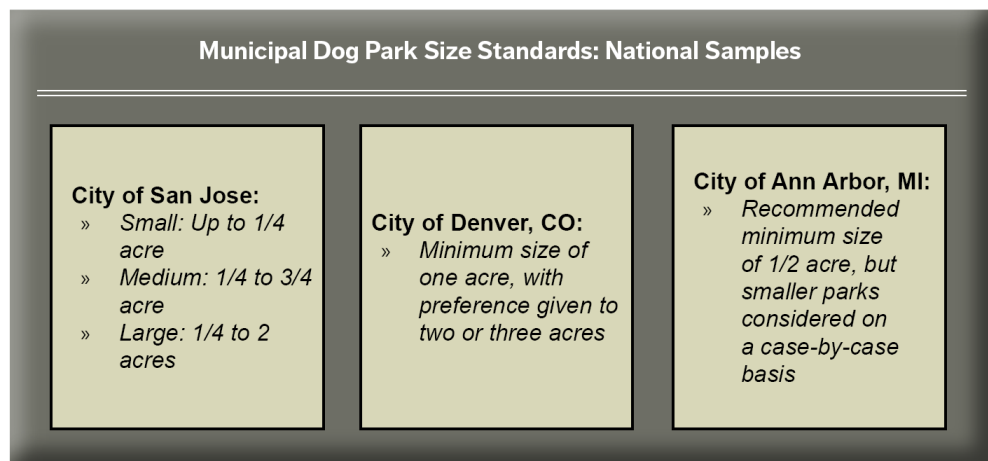 Municipal Dog Park Size Standards: National Samples
City of San Jose:
» Small: Up to 1/4
acre
» Medium: 1/4 to 3/4
acre
» Large: 1/4 to 2
acres
City of Denver, CO:
» Minimum size of
one acre, with
preference given to
two or three acres
City of Ann Arbor, MI:
» Recommended
minimum size
of 1/2 acre, but
smaller parks
considered on
a case-by-case
basis